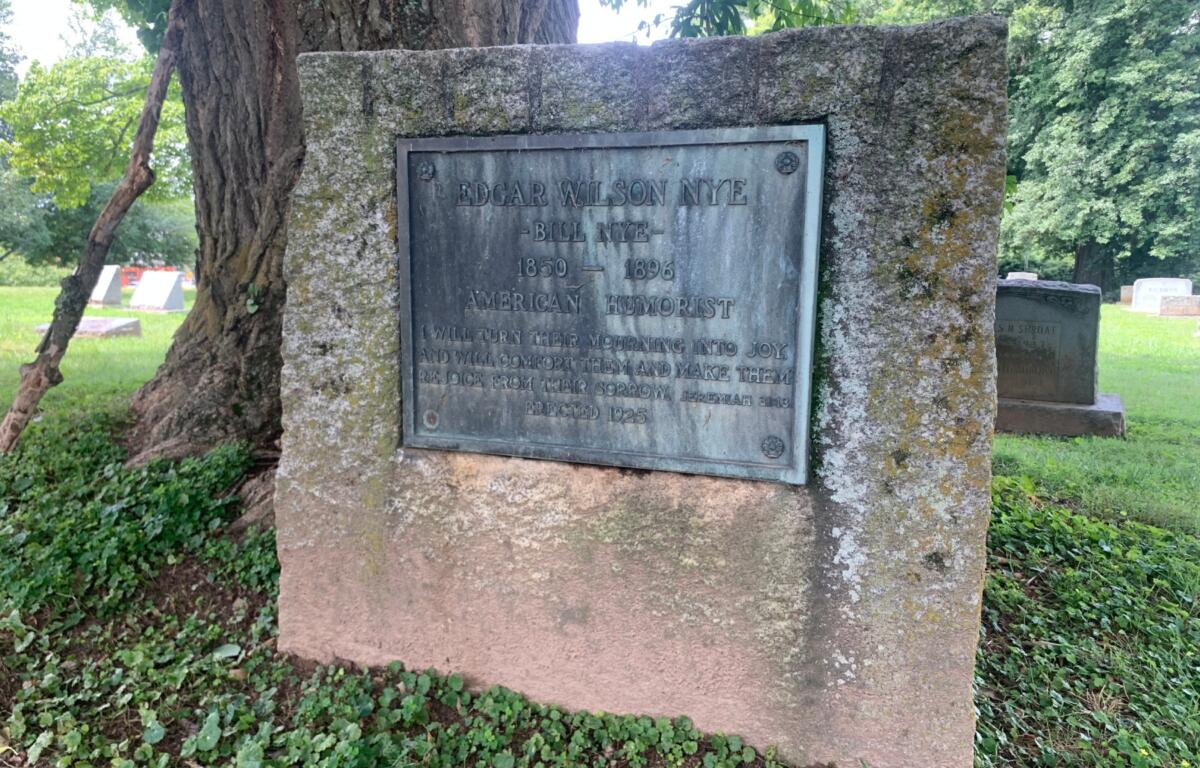 EDGAR WILSON NYE
-BILL NYE-
1850 — 1896
AMERICAN HUMORIST
I WILL TURN THEIR MOURNING INTO JOY
AND WILL COMFORT THEM AND MAKE THEM
REJOICE FROM THEIR SORROW. JEREMIAH 31:13
ERECTED 1925
SPROAT